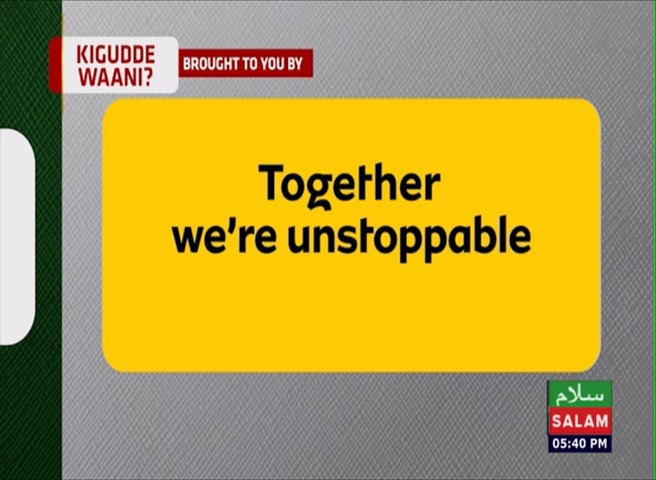 KIGUDDE
WAANI?
BROUGHT TO YOU BY
Together
we're unstoppable
سلام
SALAM
05:40 PM